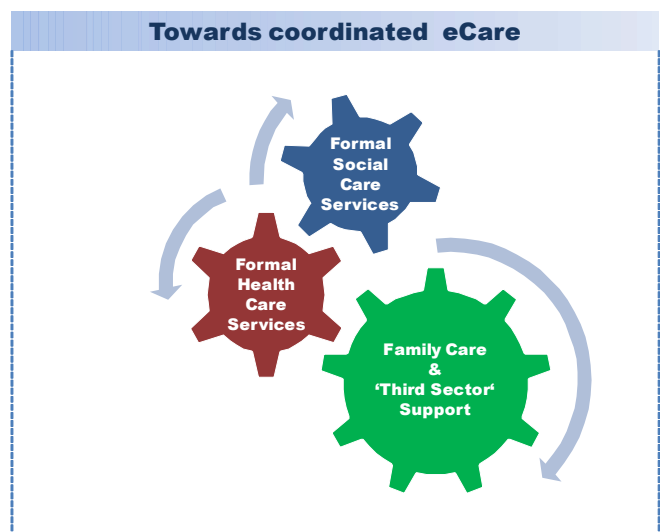 Towards coordinated eCare
Formal
Social
Care
Services
Formal
Health
Care
Services
Family Care
&
‘Third Sector‘
Support